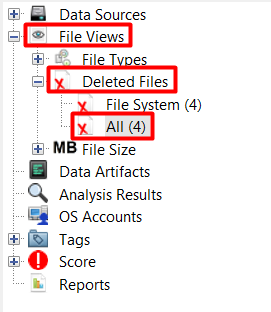 Data Sources
File Views
File Types
Deleted Files
File System (4)
All (4)
MB File Size
Data Artifacts
Analysis Results
OS Accounts
Tags
Score
Reports